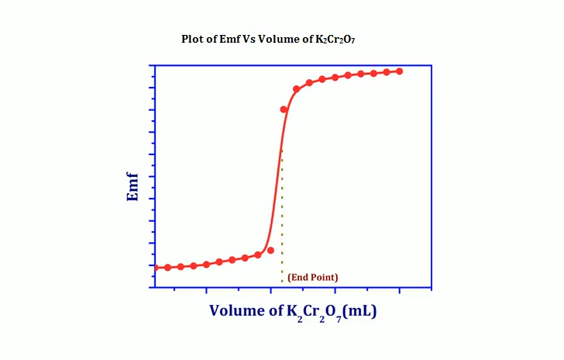 Plot of Emf Vs Volume of K₂Cr₂O₇
Emf
(End Point)
Volume of K₂Cr₂O₇(mL)